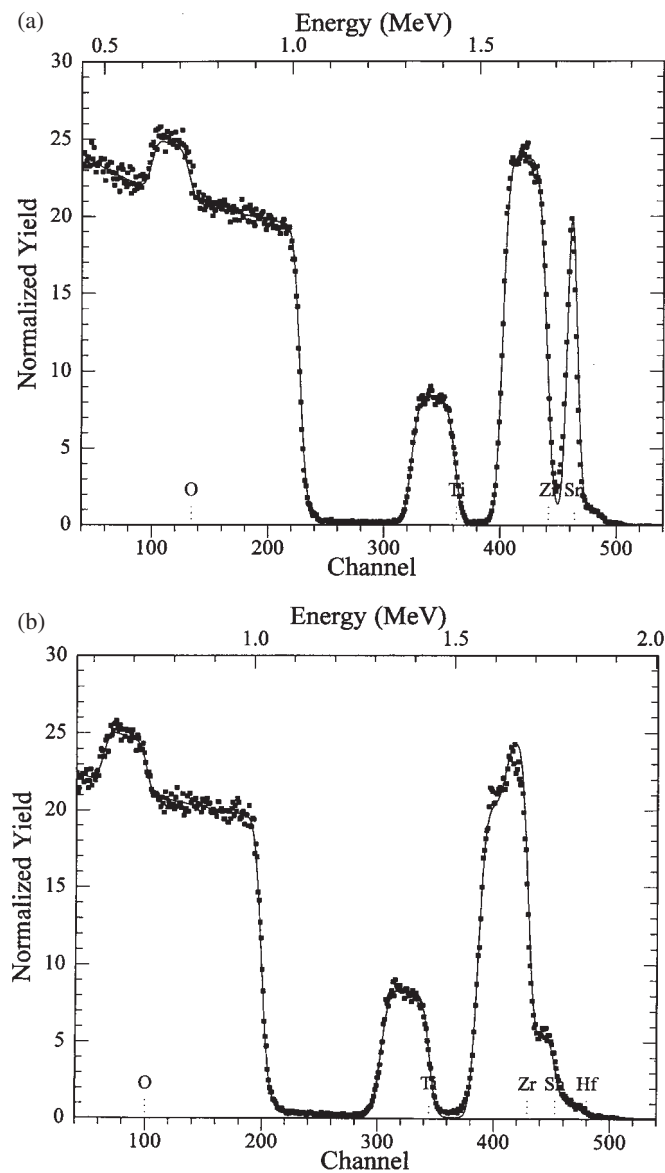 (a)
Energy (MeV)
0.5 1.0 1.5
30
25
20
15
10
5
0
Normalized Yield
O Ti Zr Sn
100 200 300 400 500
Channel
(b)
Energy (MeV)
1.0 1.5 2.0
30
25
20
15
10
5
0
Normalized Yield
O Ti Zr Sn Hf
100 200 300 400 500
Channel